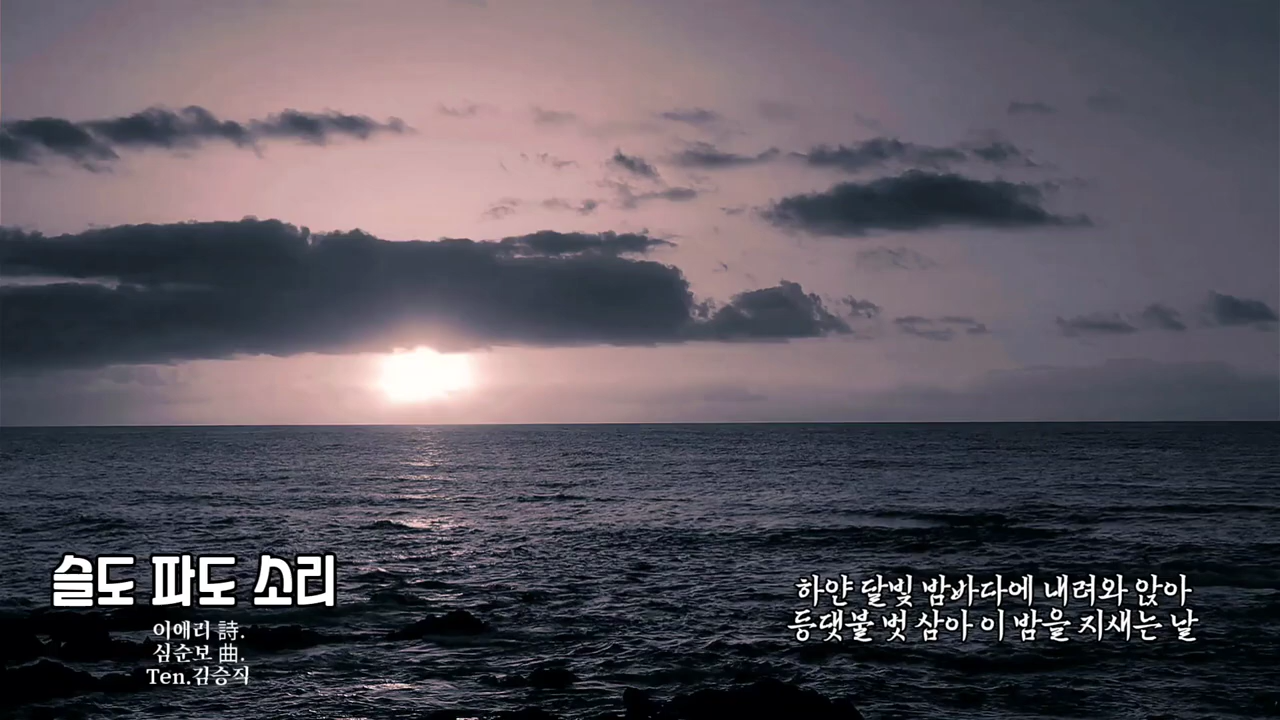 슬도 파도 소리
이애리 詩.
심순보 曲.
Ten.김승직
하얀 달빛 밤바다에 내려와 앉아
등댓불 벗 삼아 이 밤을 지새는 날